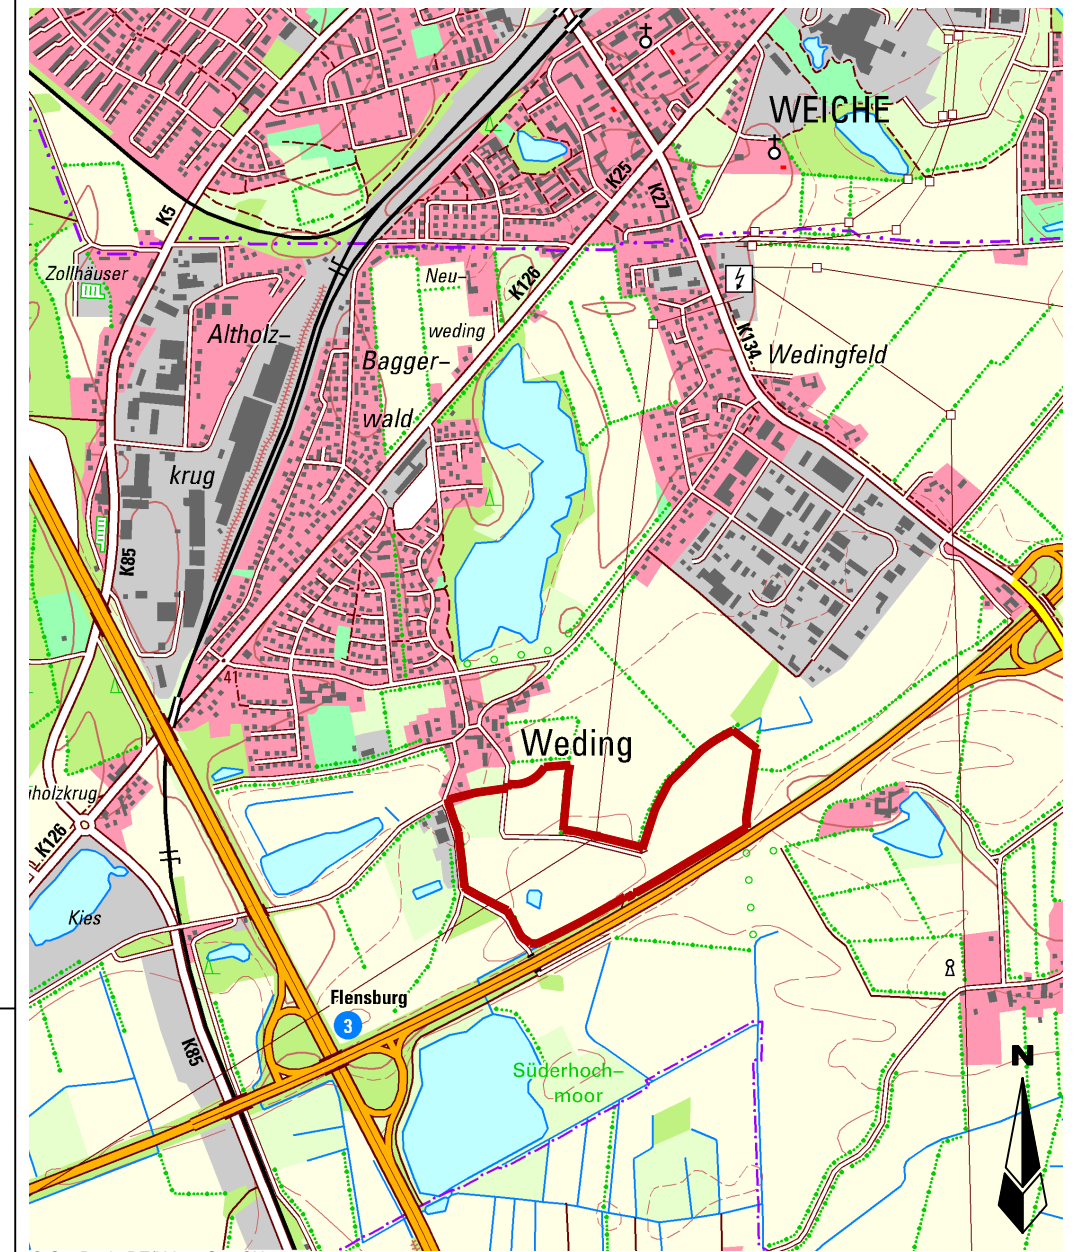 WEICHE
K25
K27
K5
Zollhäuser
Neu-
K126
weding
Altholz-
Bagger-
K134
Wedingfeld
wald
krug
K85
41
Weding
K126
Kies
Flensburg
3
K85
Süderhoch-
moor
N